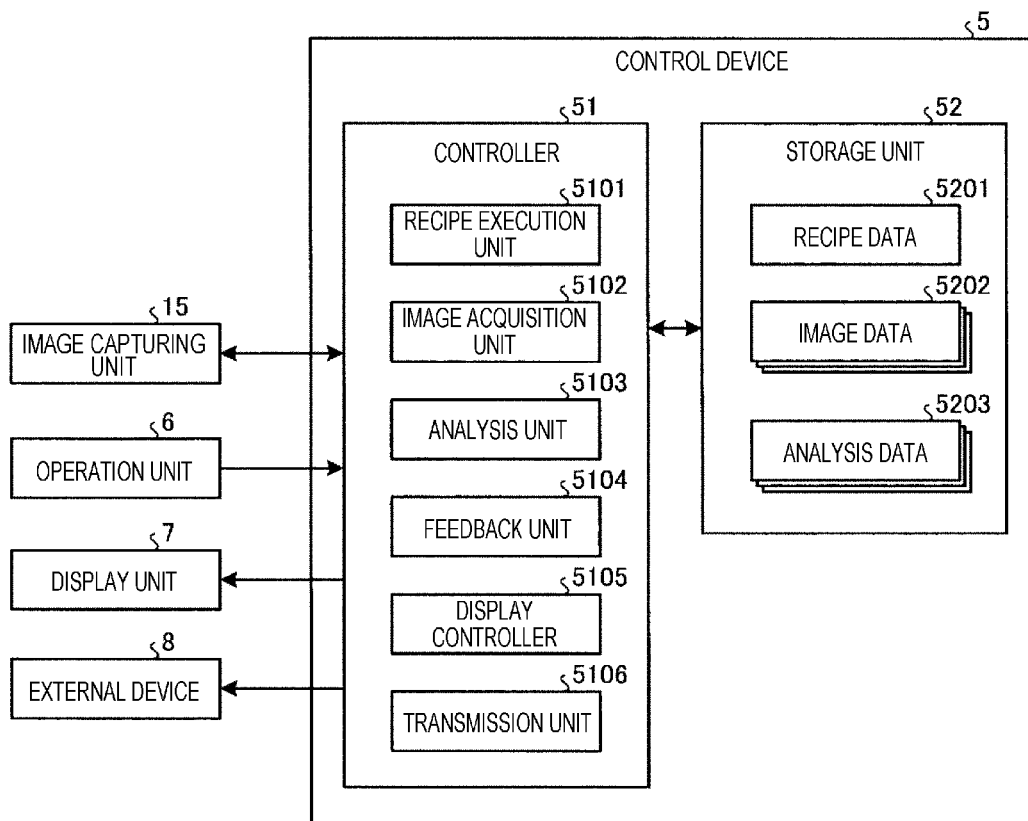 5
CONTROL DEVICE
51
CONTROLLER
5101
RECIPE EXECUTION
UNIT
5102
IMAGE ACQUISITION
UNIT
5103
ANALYSIS UNIT
5104
FEEDBACK UNIT
5105
DISPLAY
CONTROLLER
5106
TRANSMISSION UNIT
52
STORAGE UNIT
5201
RECIPE DATA
5202
IMAGE DATA
5203
ANALYSIS DATA
15
IMAGE CAPTURING
UNIT
6
OPERATION UNIT
7
DISPLAY UNIT
8
EXTERNAL DEVICE